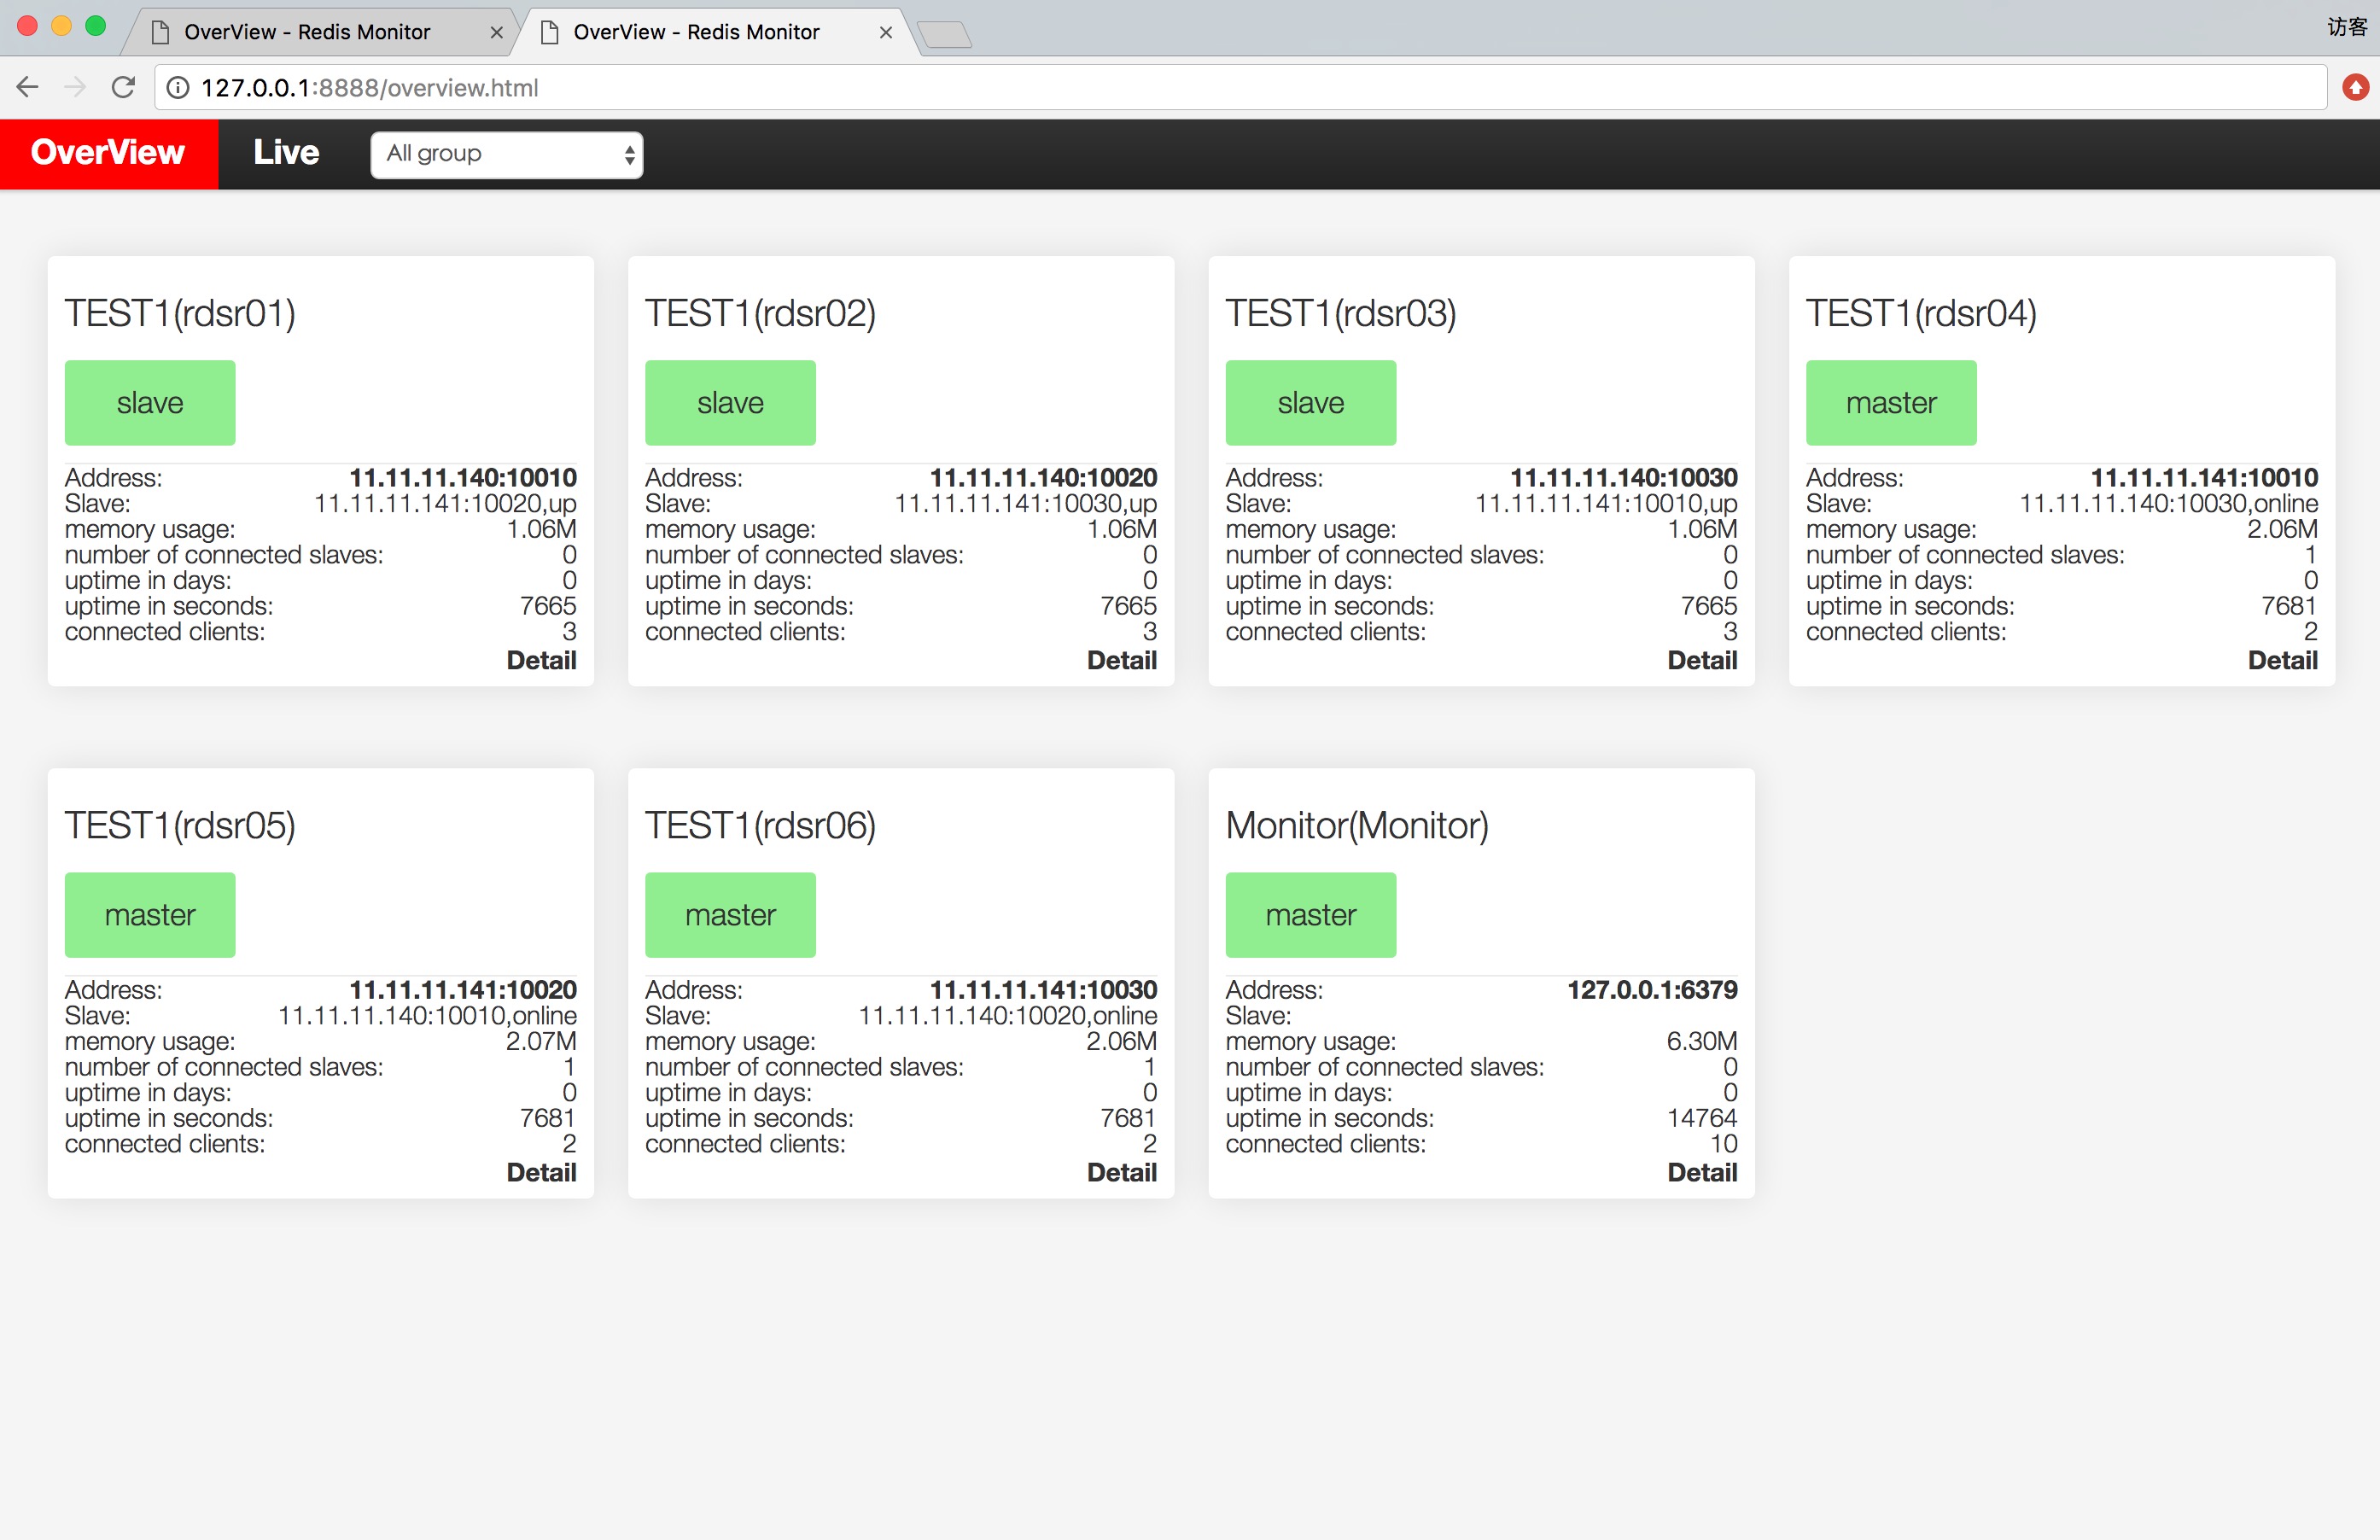 OverView - Redis Monitor
OverView - Redis Monitor
访客
127.0.0.1:8888/overview.html
OverView Live All group
TEST1(rdsr01)
slave
Address: 11.11.11.140:10010
Slave: 11.11.11.141:10020,up
memory usage: 1.06M
number of connected slaves: 0
uptime in days: 0
uptime in seconds: 7665
connected clients: 3
Detail
TEST1(rdsr02)
slave
Address: 11.11.11.140:10020
Slave: 11.11.11.141:10030,up
memory usage: 1.06M
number of connected slaves: 0
uptime in days: 0
uptime in seconds: 7665
connected clients: 3
Detail
TEST1(rdsr03)
slave
Address: 11.11.11.140:10030
Slave: 11.11.11.141:10010,up
memory usage: 1.06M
number of connected slaves: 0
uptime in days: 0
uptime in seconds: 7665
connected clients: 3
Detail
TEST1(rdsr04)
master
Address: 11.11.11.141:10010
Slave: 11.11.11.140:10030,online
memory usage: 2.06M
number of connected slaves: 1
uptime in days: 0
uptime in seconds: 7681
connected clients: 2
Detail
TEST1(rdsr05)
master
Address: 11.11.11.141:10020
Slave: 11.11.11.140:10010,online
memory usage: 2.07M
number of connected slaves: 1
uptime in days: 0
uptime in seconds: 7681
connected clients: 2
Detail
TEST1(rdsr06)
master
Address: 11.11.11.141:10030
Slave: 11.11.11.140:10020,online
memory usage: 2.06M
number of connected slaves: 1
uptime in days: 0
uptime in seconds: 7681
connected clients: 2
Detail
Monitor(Monitor)
master
Address: 127.0.0.1:6379
Slave:
memory usage: 6.30M
number of connected slaves: 0
uptime in days: 0
uptime in seconds: 14764
connected clients: 10
Detail